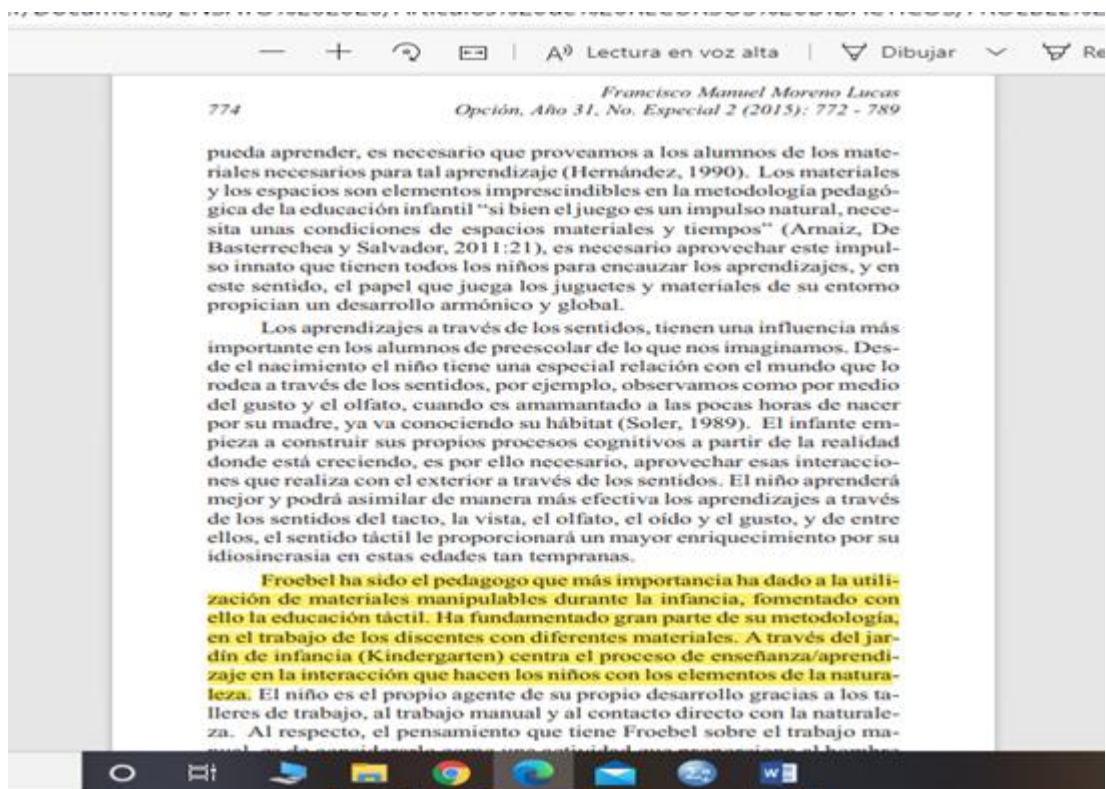 Lectura en voz alta
Dibujar
774
Francisco Manuel Moreno Lucas
Opción, Año 31, No. Especial 2 (2015): 772 - 789
pueda aprender, es necesario que proveamos a los alumnos de los mate-
riales necesarios para tal aprendizaje (Hernández, 1990). Los materiales
y los espacios son elementos imprescindibles en la metodología pedagó-
gica de la educación infantil “si bien el juego es un impulso natural, nece-
sita unas condiciones de espacios materiales y tiempos“ (Arnaiz, De
Basterrechea y Salvador, 2011:21), es necesario aprovechar este impul-
so innato que tienen todos los niños para encauzar los aprendizajes, y en
este sentido, el papel que juega los juguetes y materiales de su entorno
propician un desarrollo armónico y global.
Los aprendizajes a través de los sentidos, tienen una influencia más
importante en los alumnos de preescolar de lo que nos imaginamos. Des-
de el nacimiento el niño tiene una especial relación con el mundo que lo
rodea a través de los sentidos, por ejemplo, observamos como por medio
del gusto y el olfato, cuando es amamantado a las pocas horas de nacer
por su madre, ya va conociendo su hábitat (Soler, 1989). El infante em-
pieza a construir sus propios procesos cognitivos a partir de la realidad
donde está creciendo, es por ello necesario, aprovechar esas interaccio-
nes que realiza con el exterior a través de los sentidos. El niño aprenderá
mejor y podrá asimilar de manera más efectiva los aprendizajes a través
de los sentidos del tacto, la vista, el olfato, el oído y el gusto, y de entre
ellos, el sentido táctil le proporcionará un mayor enriquecimiento por su
idiosincrasia en estas edades tan tempranas.
Froebel ha sido el pedagogo que más importancia ha dado a la utili-
zación de materiales manipulables durante la infancia, fomentado con
ello la educación táctil. Ha fundamentado gran parte de su metodología,
en el trabajo de los discentes con diferentes materiales. A través del jar-
dín de infancia (Kindergarten) centra el proceso de enseñanza/aprendi-
zaje en la interacción que hacen los niños con los elementos de la natura-
leza. El niño es el propio agente de su propio desarrollo gracias a los ta-
lleres de trabajo, al trabajo manual y al contacto directo con la naturale-
za. Al respecto, el pensamiento que tiene Froebel sobre el trabajo ma-